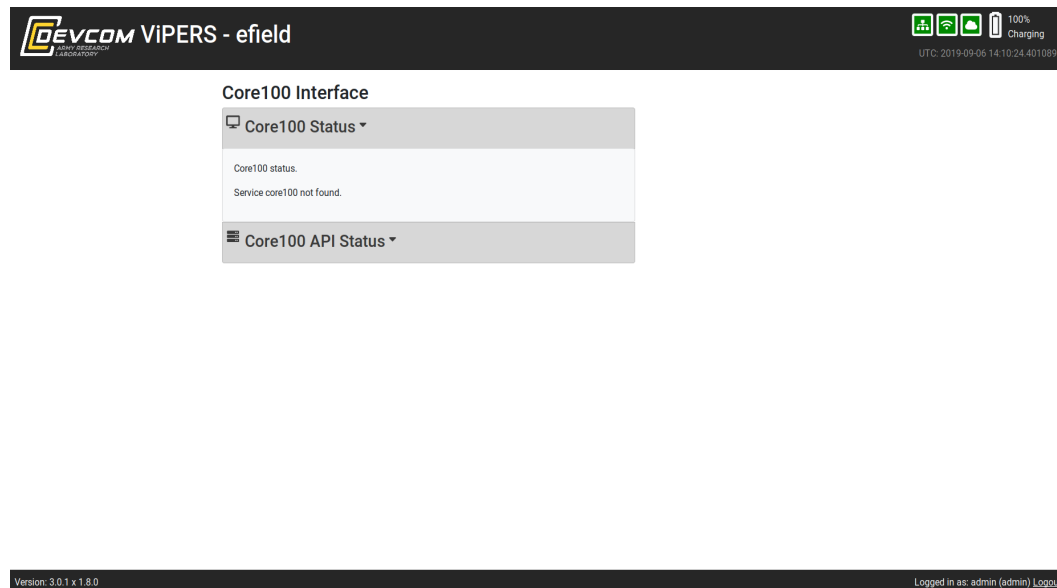 DEVCOM ViPERS - efield
ARMY RESEARCH
LABORATORY
100%
Charging
UTC: 2019-09-06 14:10:24.401089
Core100 Interface
Core100 Status
Core100 status.
Service core100 not found.
Core100 API Status
Version: 3.0.1 x 1.8.0
Logged in as: admin (admin) Logou